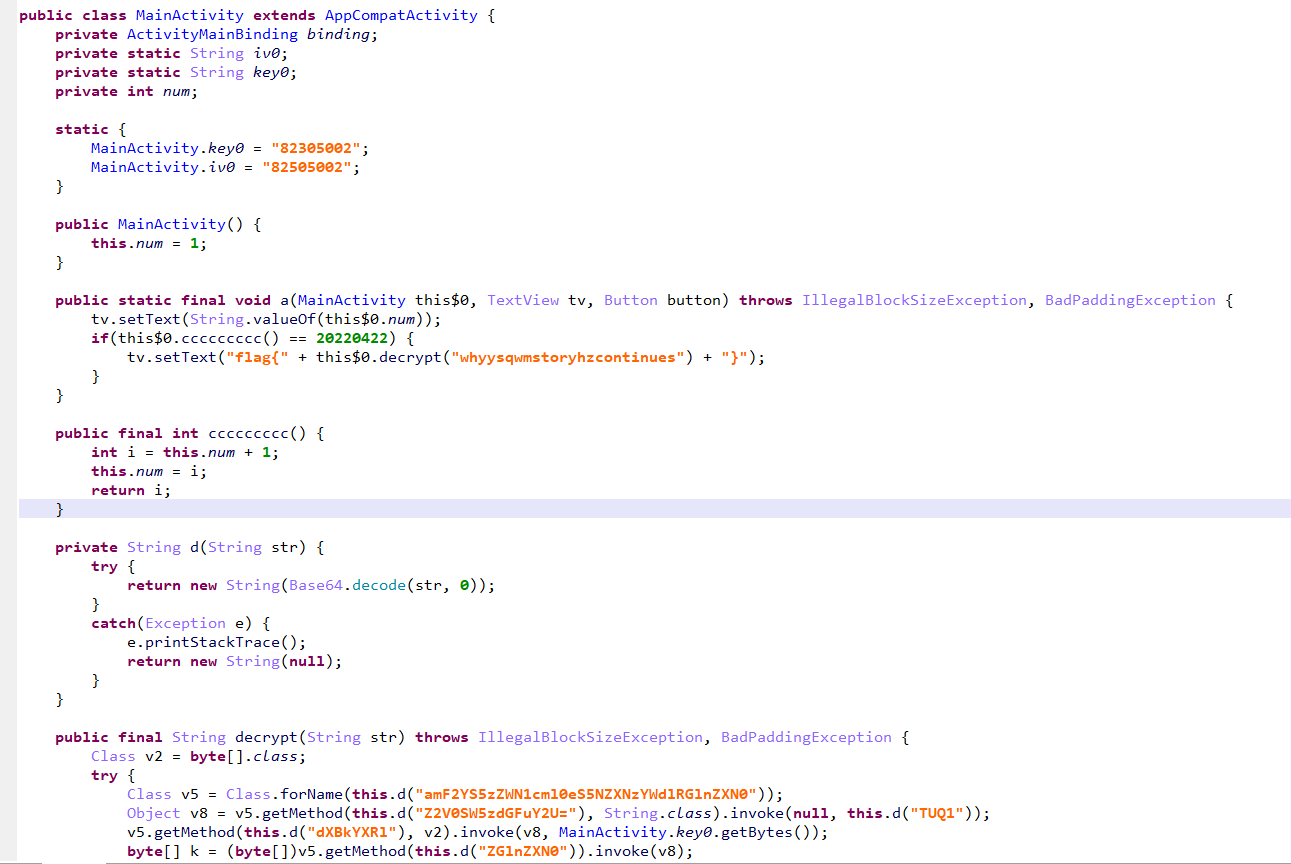 public class MainActivity extends AppCompatActivity {
private ActivityMainBinding binding;
private static String iv0;
private static String key0;
private int num;
static {
MainActivity.key0 = "82305002";
MainActivity.iv0 = "82505002";
}
public MainActivity() {
this.num = 1;
}
public static final void a(MainActivity this$0, TextView tv, Button button) throws IllegalBlockSizeException, BadPaddingException {
tv.setText(String.valueOf(this$0.num));
if(this$0.ccccccccc() == 20220422) {
tv.setText("flag{" + this$0.decrypt("whyysqwmstoryhzcontinues") + "}");
}
}
public final int ccccccccc() {
int i = this.num + 1;
this.num = i;
return i;
}
private String d(String str) {
try {
return new String(Base64.decode(str, 0));
}
catch(Exception e) {
e.printStackTrace();
return new String(null);
}
}
public final String decrypt(String str) throws IllegalBlockSizeException, BadPaddingException {
Class v2 = byte[].class;
try {
Class v5 = Class.forName(this.d("amF2YS5zZWN1cml0eS5NZXNzYWdlRGlnZXN0"));
Object v8 = v5.getMethod(this.d("Z2V0SW5zdGFuY2U="), String.class).invoke(null, this.d("TUQ1"));
v5.getMethod(this.d("dXBkYXRl"), v2).invoke(v8, MainActivity.key0.getBytes());
byte[] k = (byte[])v5.getMethod(this.d("ZGlnZXN0")).invoke(v8);